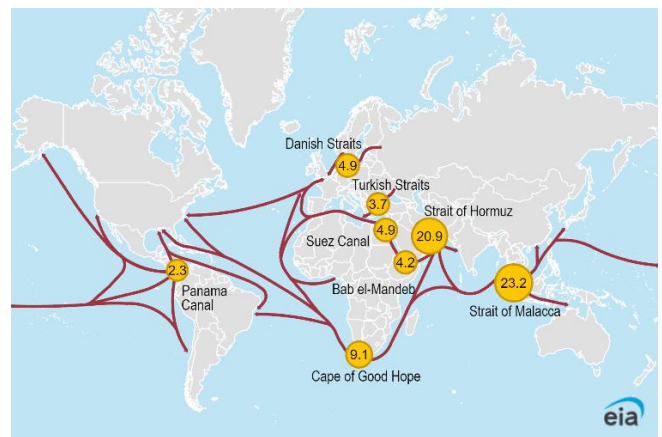 Danish Straits
4.9
Turkish Straits
3.7
Strait of Hormuz
20.9
Suez Canal
4.9
4.2
Bab el-Mandeb
2.3
Panama
Canal
23.2
Strait of Malacca
9.1
Cape of Good Hope
eia